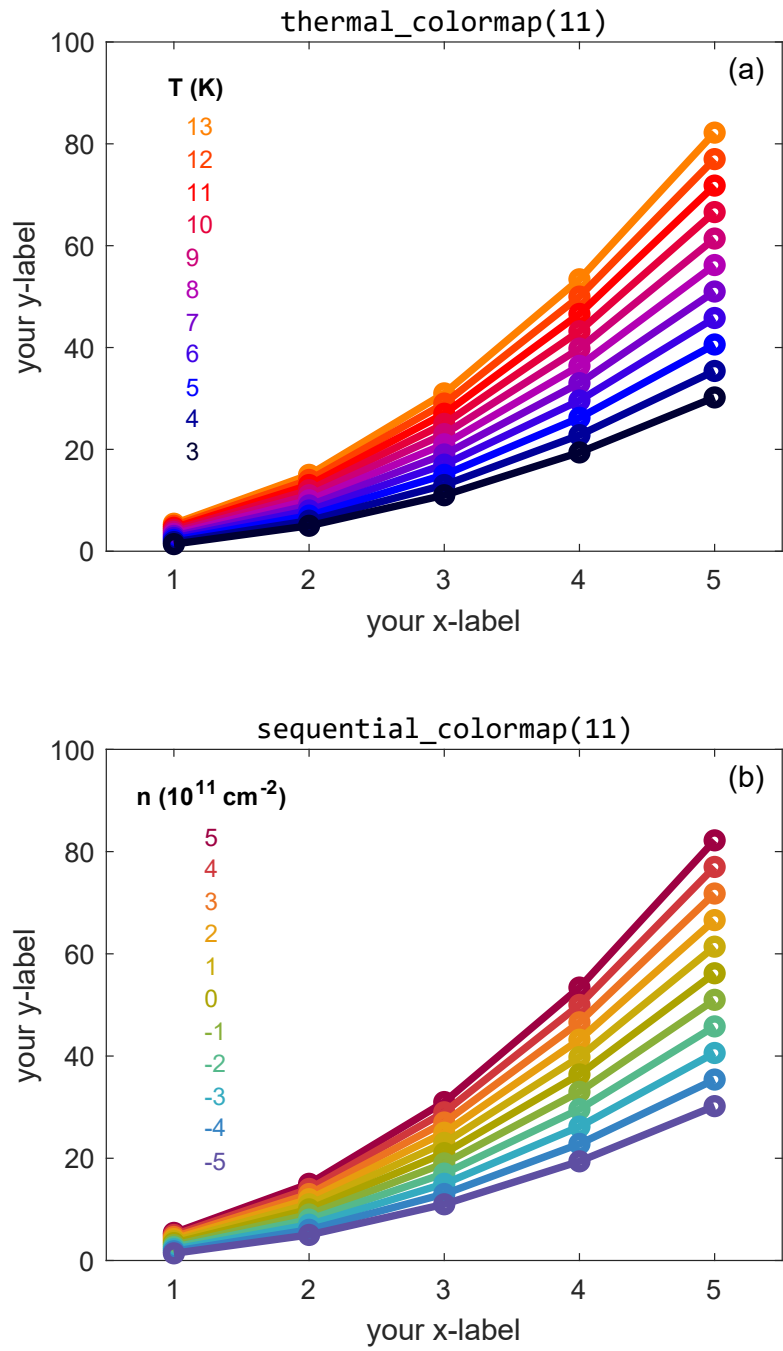 thermal_colormap(11)
100
(a)
T (K)
13
80
12
11
10
60
9
8
7
40
6
5
4
20
3
0
your y-label
1 2 3 4 5
your x-label
sequential_colormap(11)
100
(b)
n (10¹¹ cm⁻²)
5
80
4
3
2
60
1
0
-1
40
-2
-3
-4
-5
20
0
your y-label
1 2 3 4 5
your x-label